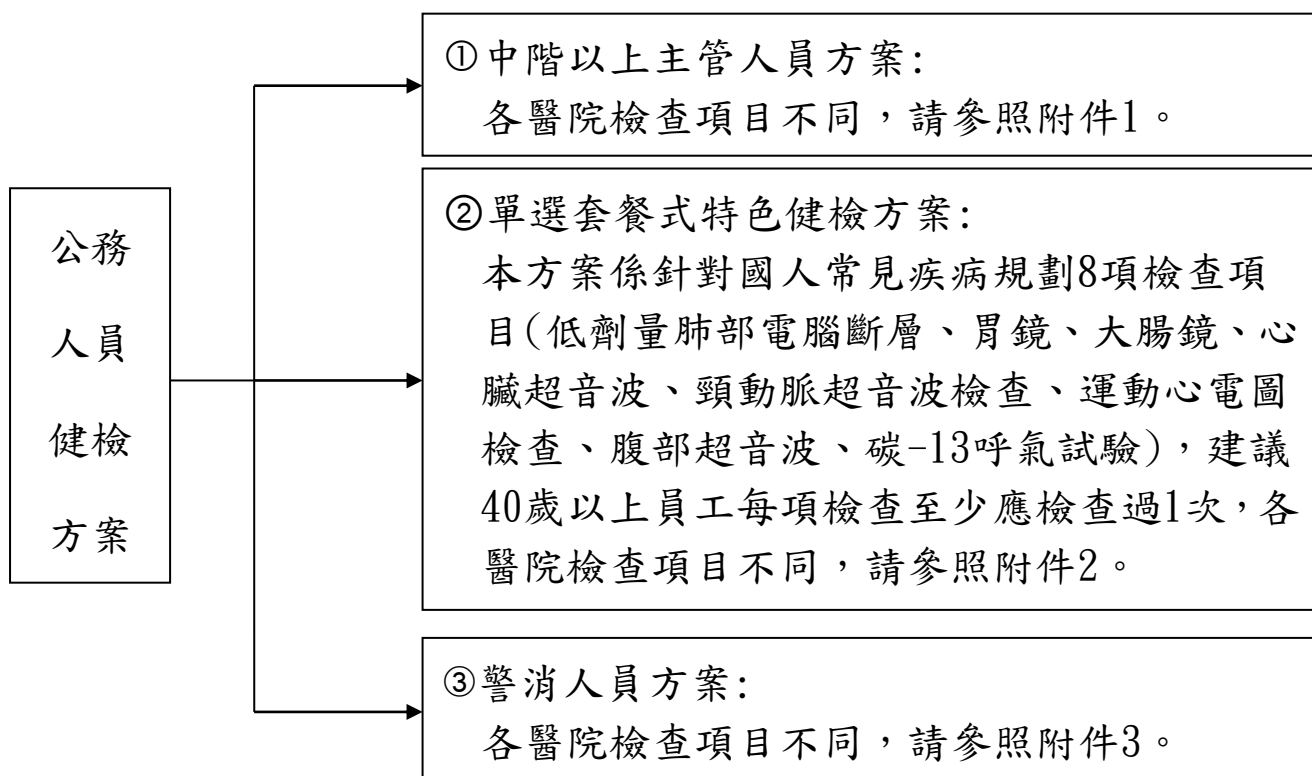 公務
人員
健檢
方案
①中階以上主管人員方案:
各醫院檢查項目不同，請參照附件1。
②單選套餐式特色健檢方案:
本方案係針對國人常見疾病規劃8項檢查項
目(低劑量肺部電腦斷層、胃鏡、大腸鏡、心
臟超音波、頸動脈超音波檢查、運動心電圖
檢查、腹部超音波、碳-13呼氣試驗)，建議
40歲以上員工每項檢查至少應檢查過1次，各
醫院檢查項目不同，請參照附件2。
③警消人員方案:
各醫院檢查項目不同，請參照附件3。